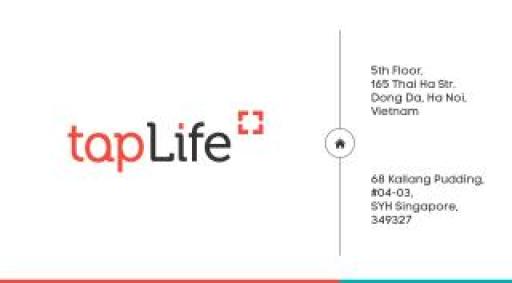 tapLife
5th Floor,
165 Thai Ha Str.
Dong Da, Ha Noi,
Vietnam
68 Kallang Pudding,
#04-03,
SYH Singapore,
349327